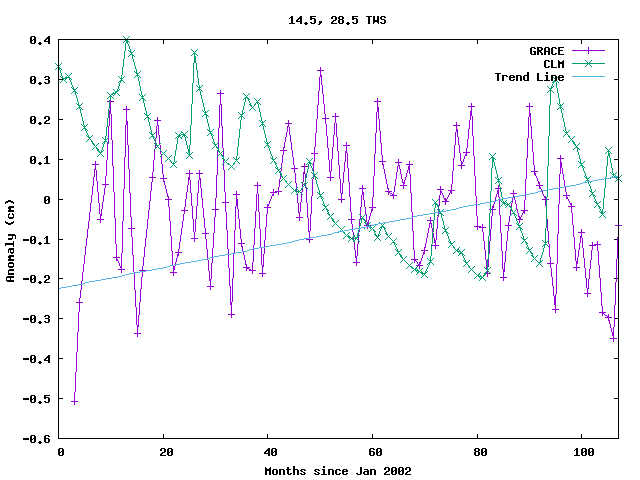 14.5, 28.5 TWS
GRACE
CLM
Trend Line
0.4
0.3
0.2
0.1
0
-0.1
-0.2
-0.3
-0.4
-0.5
-0.6
Anomaly (cm)
0 20 40 60 80 100
Months since Jan 2002